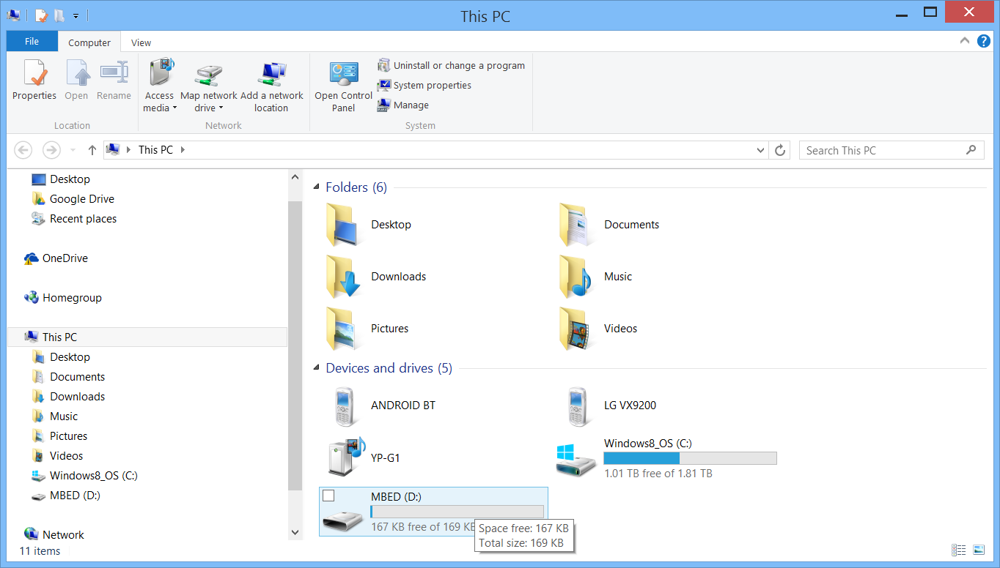 This PC
File
Computer
View
Properties
Open
Rename
Location
Access media
Map network drive
Add a network location
Network
Open Control Panel
Uninstall or change a program
System properties
Manage
System
This PC
Search This PC
Desktop
Google Drive
Recent places
OneDrive
Homegroup
This PC
Desktop
Documents
Downloads
Music
Pictures
Videos
Windows8_OS (C:)
MBED (D:)
Network
11 items
Folders (6)
Desktop
Documents
Downloads
Music
Pictures
Videos
Devices and drives (5)
ANDROID BT
LG VX9200
YP-G1
Windows8_OS (C:)
1.01 TB free of 1.81 TB
MBED (D:)
167 KB free of 169 KB
Space free: 167 KB
Total size: 169 KB